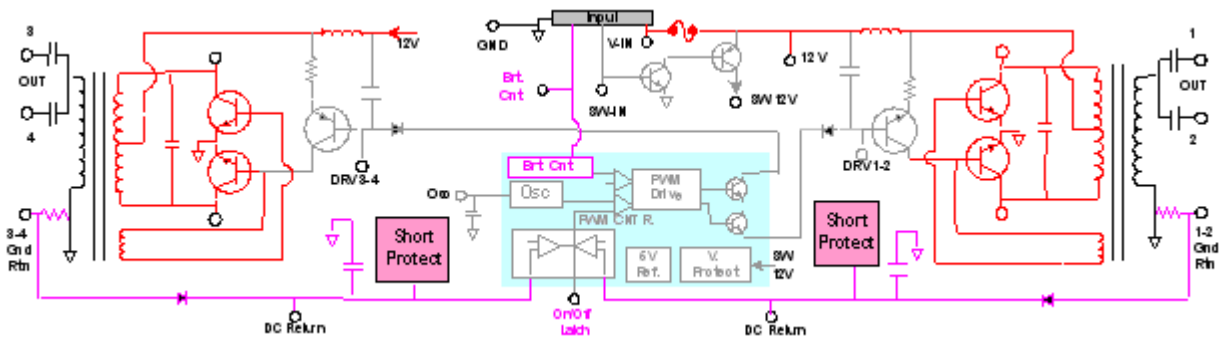 Input
3
12V
GND
V-IN
12 V
1
OUT
Brt.
Cnt
OUT
4
SW-IN
SW 12V
2
DRV3-4
DRV1-2
Brt Cnt
Osc
Osc
PWM
Drive
PWM CNT R.
3-4
Gnd
Rtn
Short
Protect
6V
Ref.
V.
Protect
SW
12V
Short
Protect
1-2
Gnd
Rtn
DC Return
On/Off
Latch
DC Return